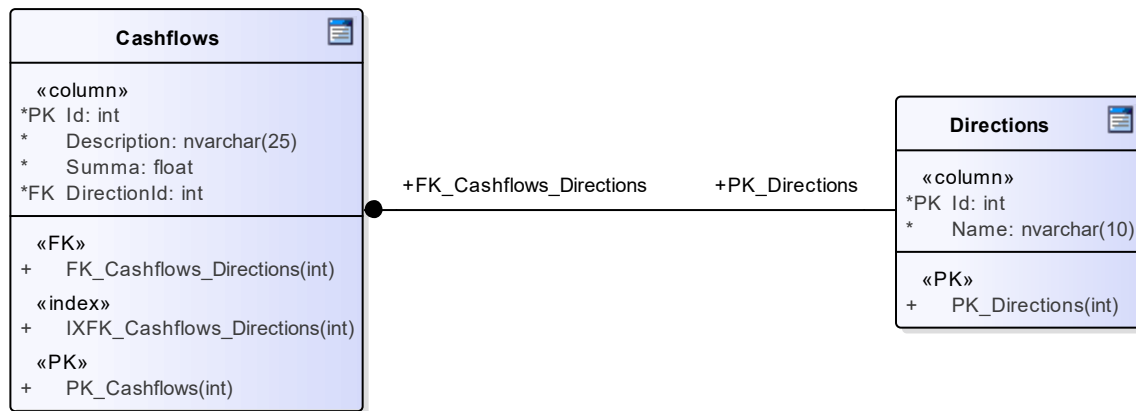 Cashflows
«column»
*PK Id: int
* Description: nvarchar(25)
* Summa: float
*FK DirectionId: int
«FK»
+ FK_Cashflows_Directions(int)
«index»
+ IXFK_Cashflows_Directions(int)
«PK»
+ PK_Cashflows(int)
+FK_Cashflows_Directions
+PK_Directions
Directions
«column»
*PK Id: int
* Name: nvarchar(10)
«PK»
+ PK_Directions(int)